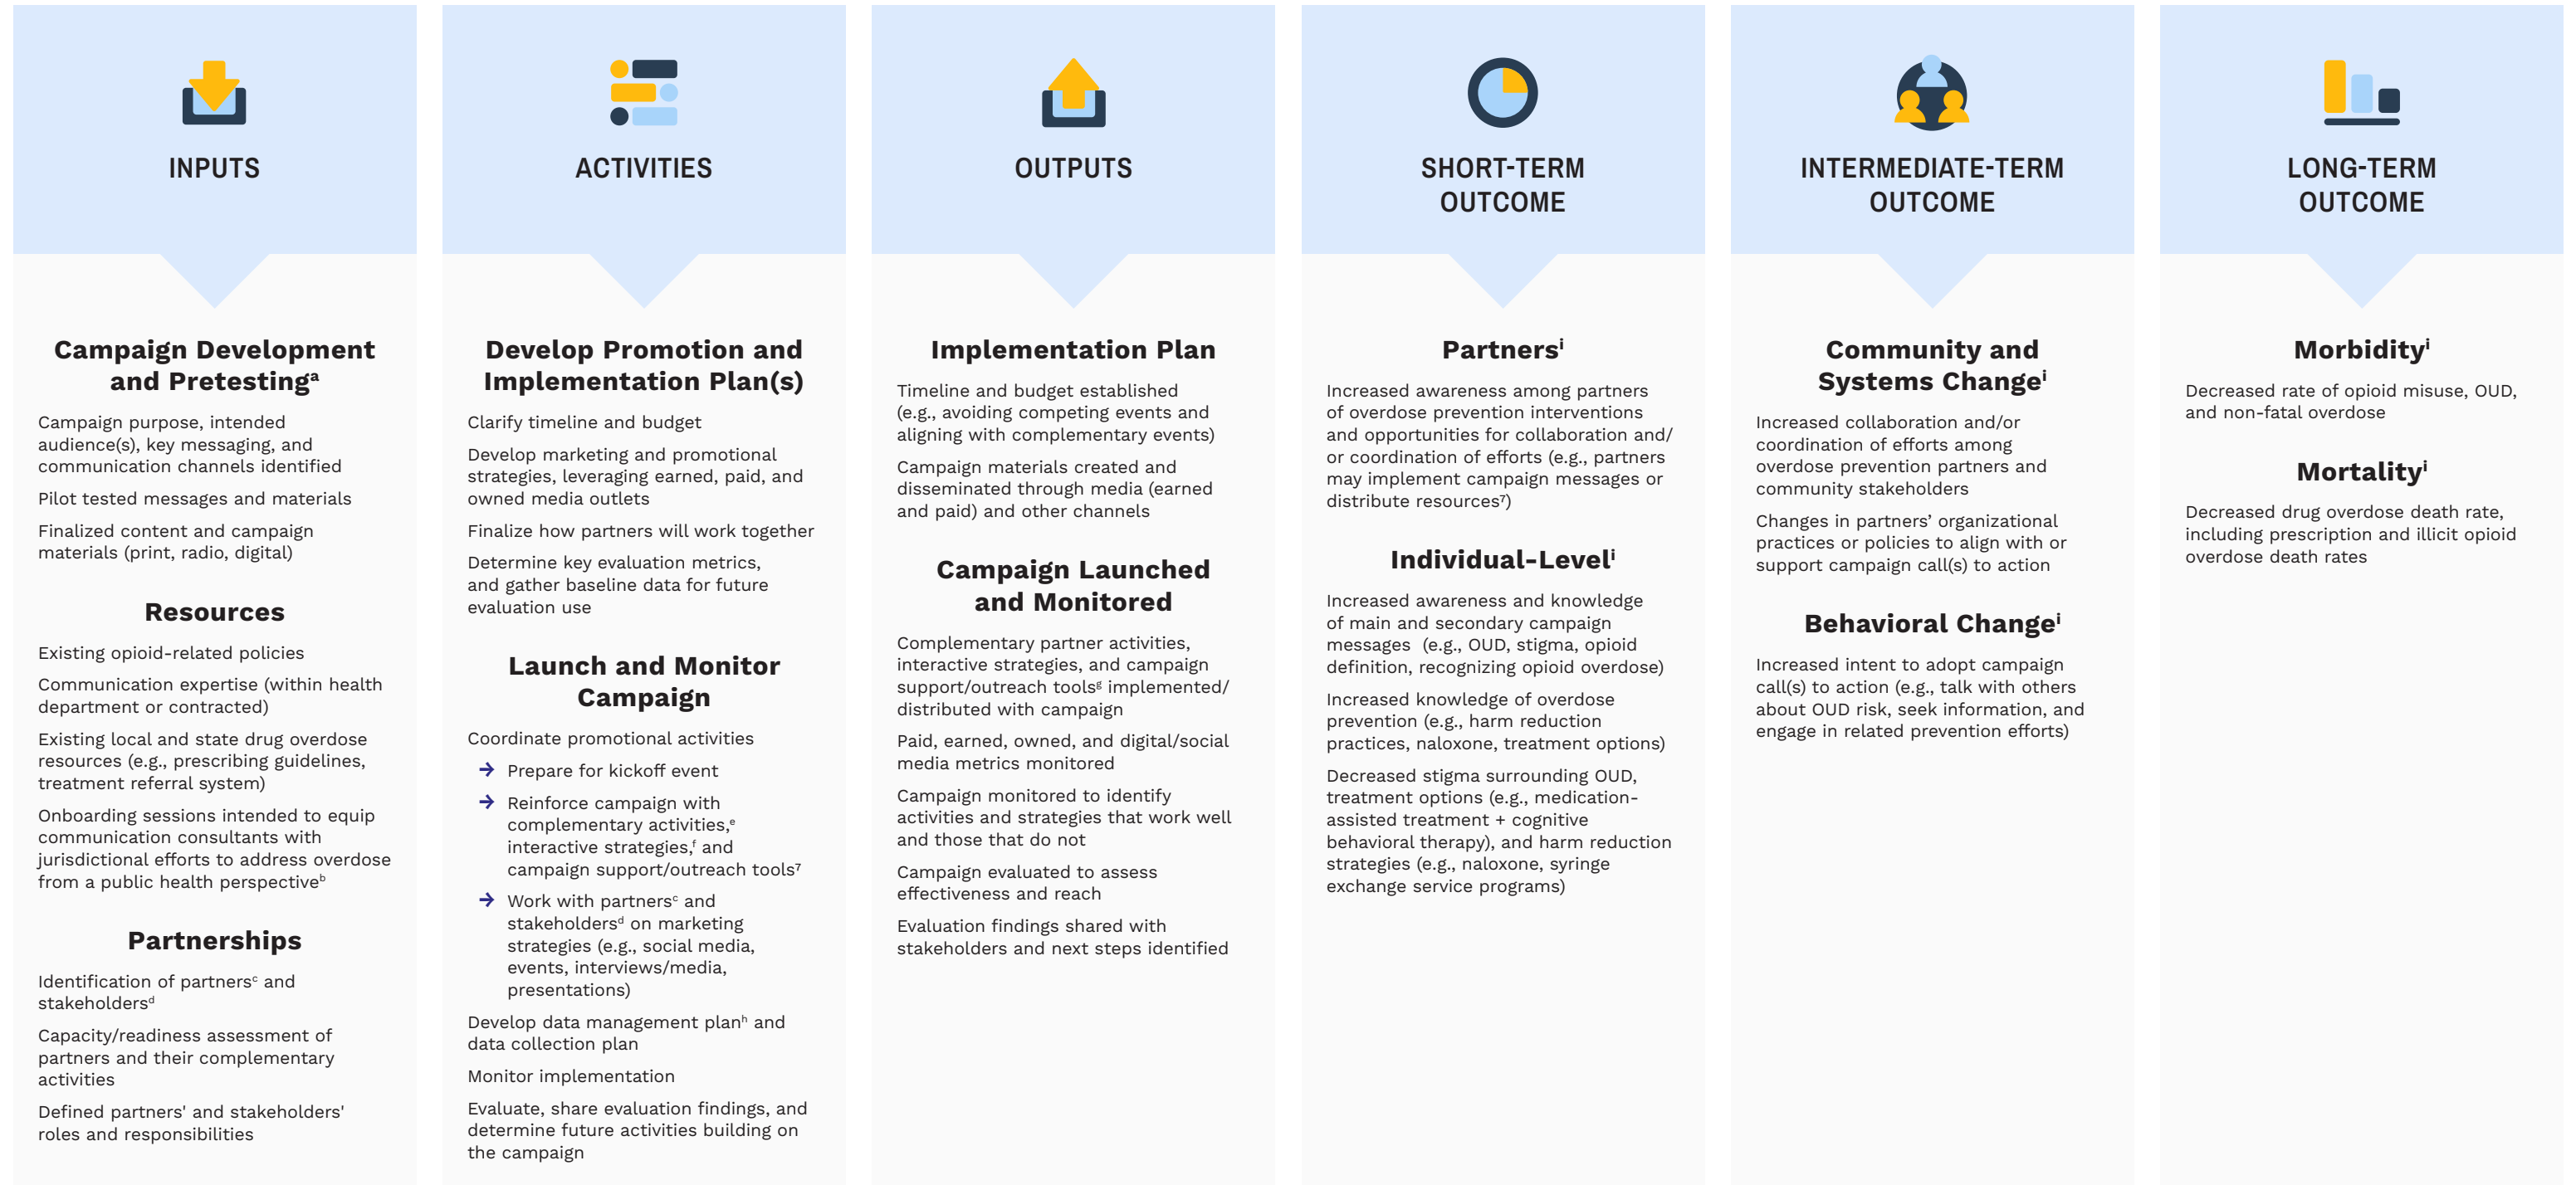 INPUTS
Campaign Development
and Pretestingᵃ
Campaign purpose, intended
audience(s), key messaging, and
communication channels identified
Pilot tested messages and materials
Finalized content and campaign
materials (print, radio, digital)
Resources
Existing opioid-related policies
Communication expertise (within health
department or contracted)
Existing local and state drug overdose
resources (e.g., prescribing guidelines,
treatment referral system)
Onboarding sessions intended to equip
communication consultants with
jurisdictional efforts to address overdose
from a public health perspectiveᵇ
Partnerships
Identification of partnersᶜ and
stakeholdersᵈ
Capacity/readiness assessment of
partners and their complementary
activities
Defined partners' and stakeholders'
roles and responsibilities
ACTIVITIES
Develop Promotion and
Implementation Plan(s)
Clarify timeline and budget
Develop marketing and promotional
strategies, leveraging earned, paid, and
owned media outlets
Finalize how partners will work together
Determine key evaluation metrics,
and gather baseline data for future
evaluation use
Launch and Monitor
Campaign
Coordinate promotional activities
→ Prepare for kickoff event
→ Reinforce campaign with
complementary activities,ᵉ
interactive strategies,ᶠ and
campaign support/outreach tools⁷
→ Work with partnersᶜ and
stakeholdersᵈ on marketing
strategies (e.g., social media,
events, interviews/media,
presentations)
Develop data management planʰ and
data collection plan
Monitor implementation
Evaluate, share evaluation findings, and
determine future activities building on
the campaign
OUTPUTS
Implementation Plan
Timeline and budget established
(e.g., avoiding competing events and
aligning with complementary events)
Campaign materials created and
disseminated through media (earned
and paid) and other channels
Campaign Launched
and Monitored
Complementary partner activities,
interactive strategies, and campaign
support/outreach toolsᵍ implemented/
distributed with campaign
Paid, earned, owned, and digital/social
media metrics monitored
Campaign monitored to identify
activities and strategies that work well
and those that do not
Campaign evaluated to assess
effectiveness and reach
Evaluation findings shared with
stakeholders and next steps identified
SHORT-TERM
OUTCOME
Partnersⁱ
Increased awareness among partners
of overdose prevention interventions
and opportunities for collaboration and/
or coordination of efforts (e.g., partners
may implement campaign messages or
distribute resources⁷)
Individual-Levelⁱ
Increased awareness and knowledge
of main and secondary campaign
messages (e.g., OUD, stigma, opioid
definition, recognizing opioid overdose)
Increased knowledge of overdose
prevention (e.g., harm reduction
practices, naloxone, treatment options)
Decreased stigma surrounding OUD,
treatment options (e.g., medication-
assisted treatment + cognitive
behavioral therapy), and harm reduction
strategies (e.g., naloxone, syringe
exchange service programs)
INTERMEDIATE-TERM
OUTCOME
Community and
Systems Changeⁱ
Increased collaboration and/or
coordination of efforts among
overdose prevention partners and
community stakeholders
Changes in partners’ organizational
practices or policies to align with or
support campaign call(s) to action
Behavioral Changeⁱ
Increased intent to adopt campaign
call(s) to action (e.g., talk with others
about OUD risk, seek information, and
engage in related prevention efforts)
LONG-TERM
OUTCOME
Morbidityⁱ
Decreased rate of opioid misuse, OUD,
and non-fatal overdose
Mortalityⁱ
Decreased drug overdose death rate,
including prescription and illicit opioid
overdose death rates